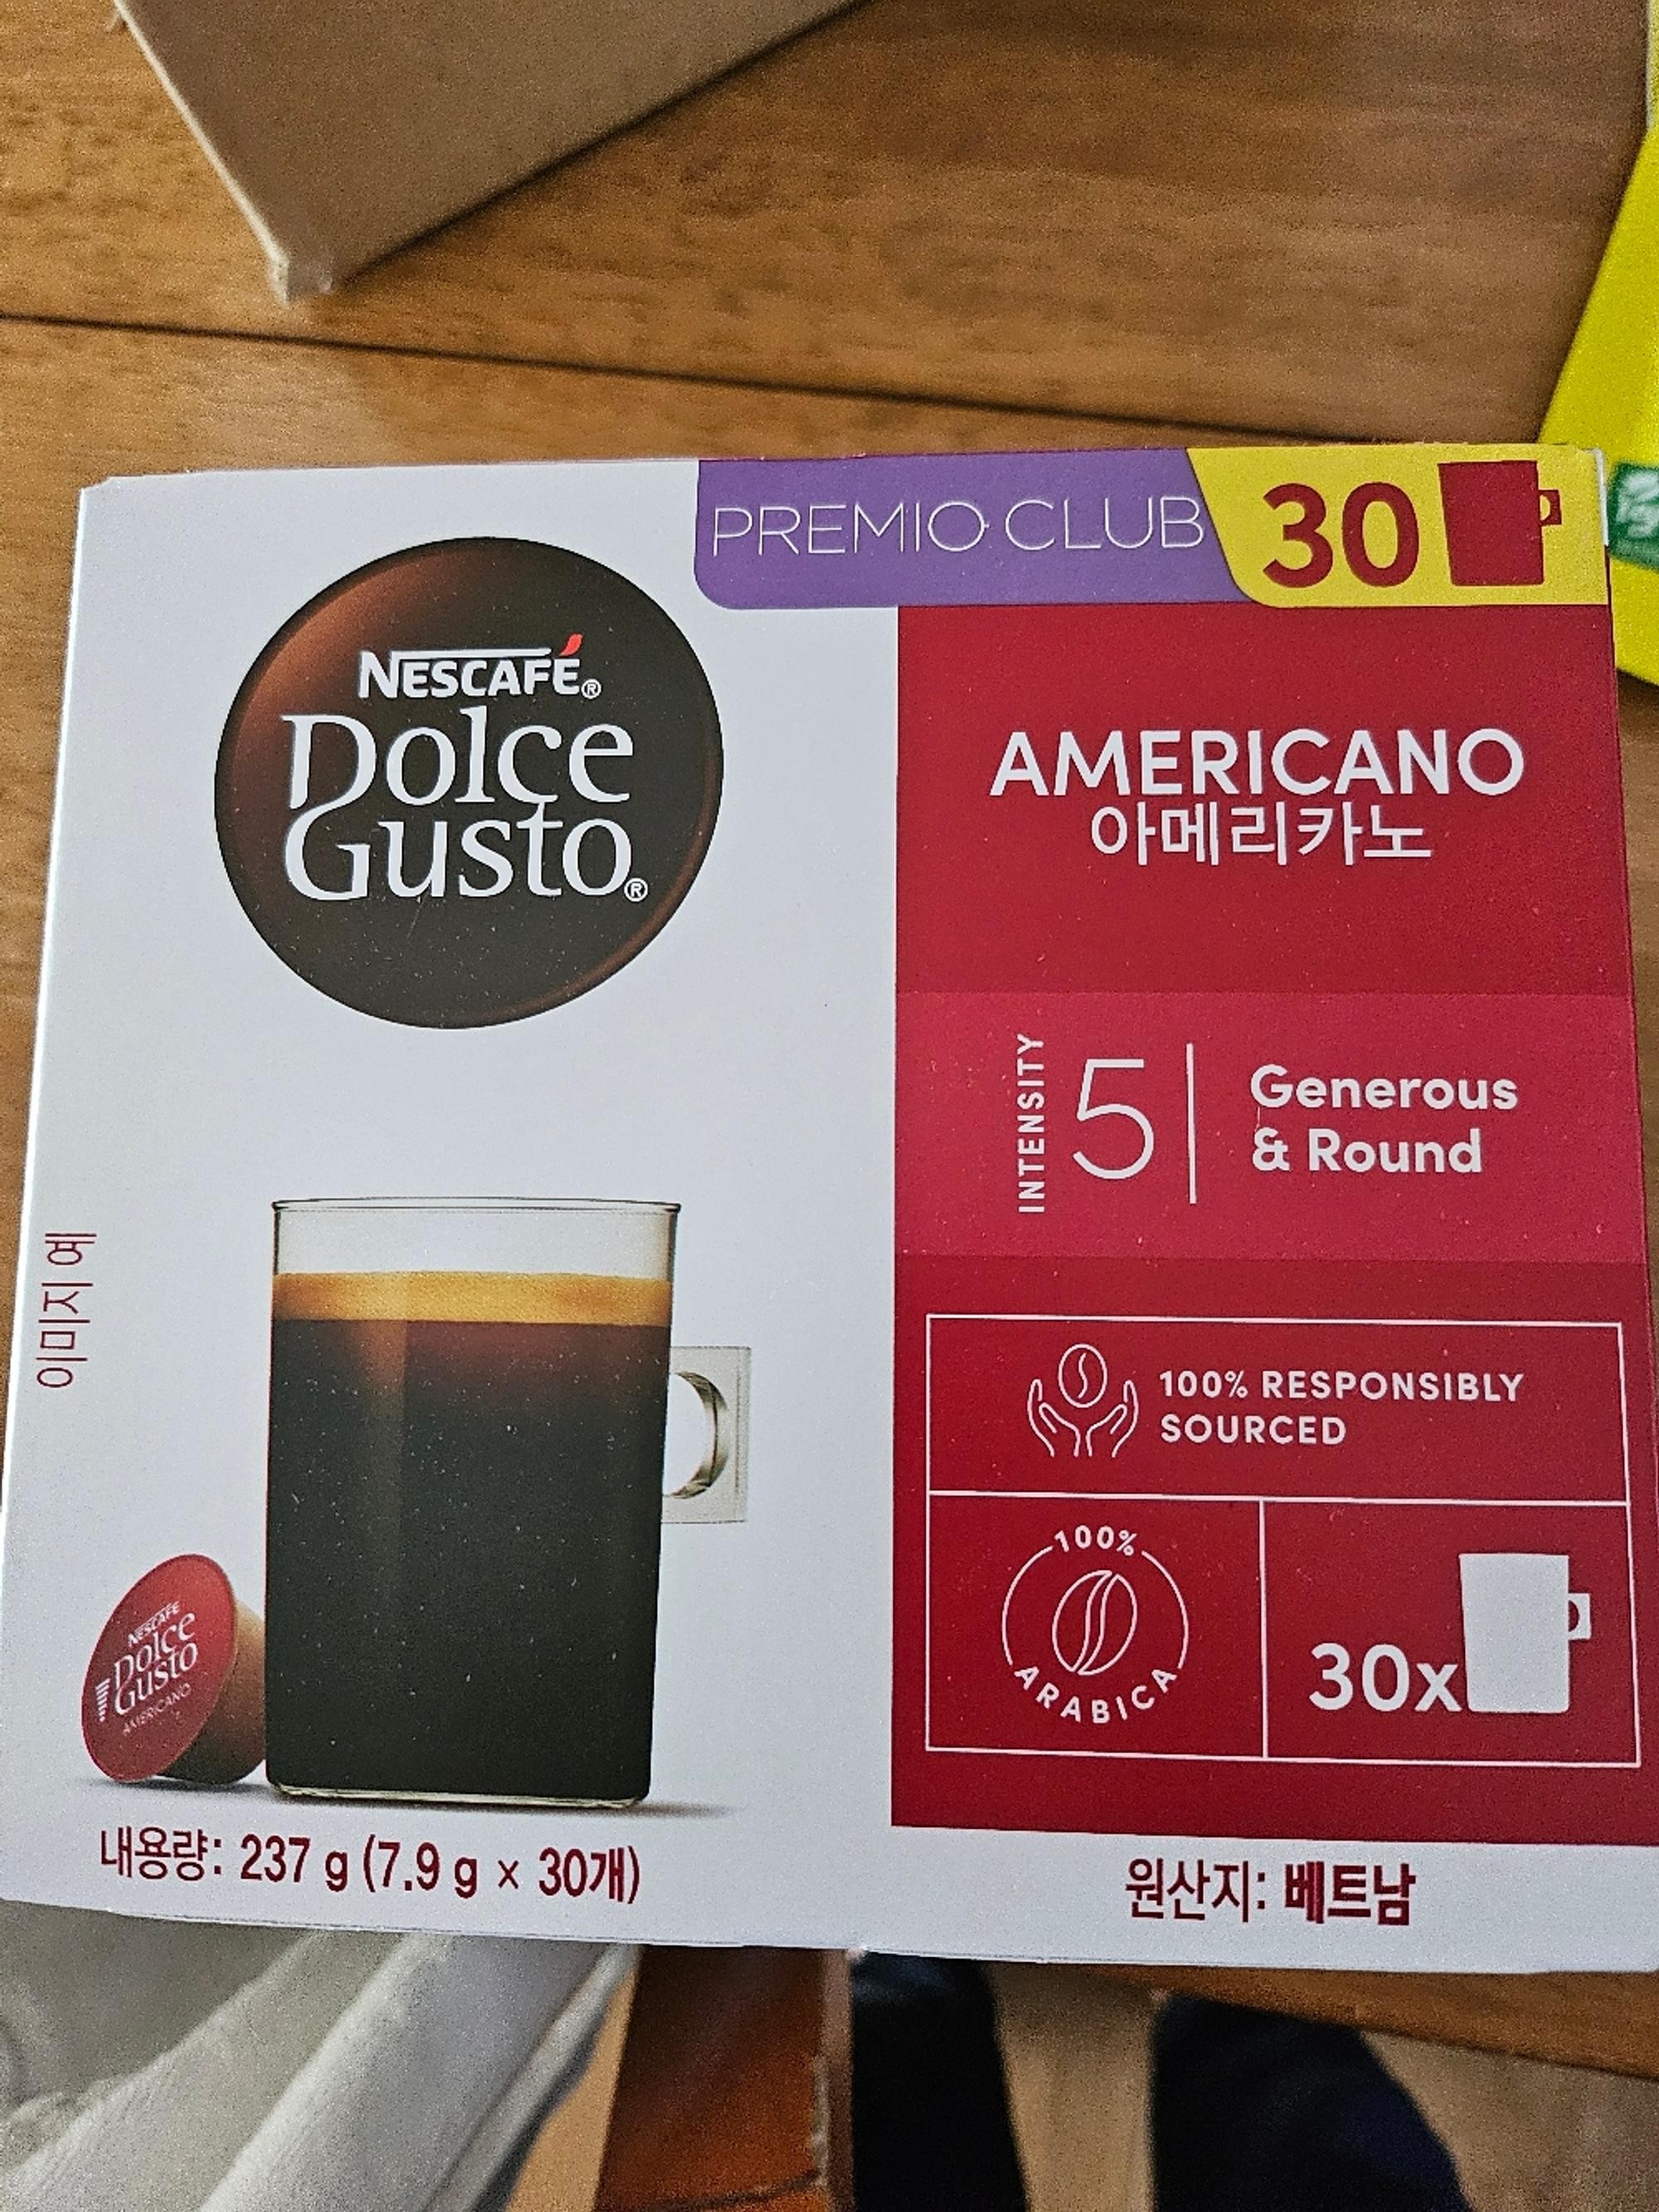 PREMIO CLUB 30
NESCAFÉ®
Dolce
Gusto®
AMERICANO
아메리카노
INTENSITY
5
Generous
& Round
이미지 예
100% RESPONSIBLY
SOURCED
100%
ARABICA
30x
NESCAFÉ
Dolce
Gusto
AMERICANO
내용량: 237 g (7.9 g × 30개)
원산지: 베트남